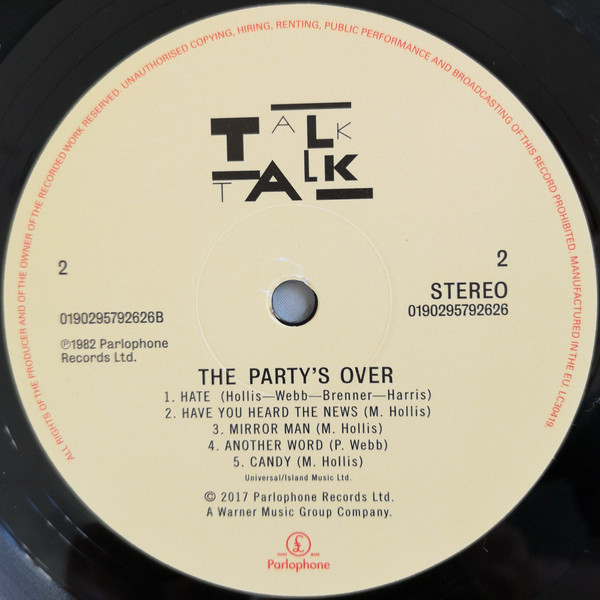 ALL RIGHTS OF THE PRODUCER AND OF THE OWNER OF THE RECORDED WORK RESERVED. UNAUTHORISED COPYING, HIRING, RENTING, PUBLIC PERFORMANCE AND BROADCASTING OF THIS RECORD PROHIBITED. MANUFACTURED IN THE EU. LC30419.
TALK
TALK
2
2
STEREO
0190295792626B
0190295792626
℗1982 Parlophone
Records Ltd.
THE PARTY'S OVER
1. HATE (Hollis—Webb—Brenner—Harris)
2. HAVE YOU HEARD THE NEWS (M. Hollis)
3. MIRROR MAN (M. Hollis)
4. ANOTHER WORD (P. Webb)
5. CANDY (M. Hollis)
Universal/Island Music Ltd.
© 2017 Parlophone Records Ltd.
A Warner Music Group Company.
£
Parlophone